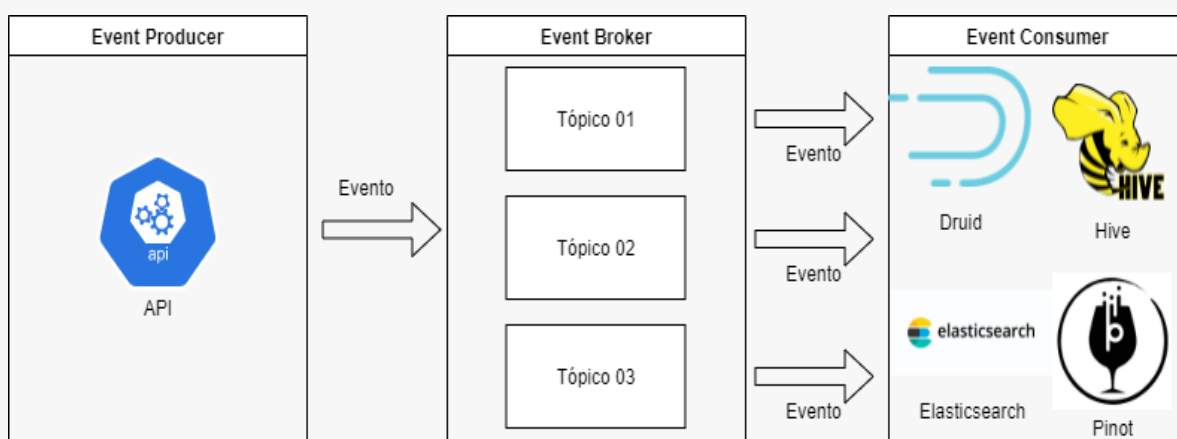 Event Producer
Event Broker
Event Consumer
api
API
Evento
Tópico 01
Tópico 02
Tópico 03
Evento
Evento
Evento
Druid
HIVE
Hive
elasticsearch
Elasticsearch
p
Pinot